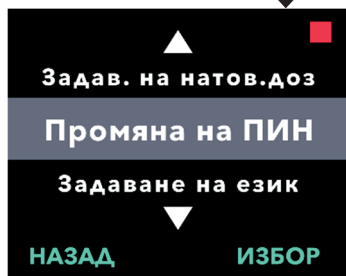 Задав. на натов.доз
Промяна на ПИН
Задаване на език
НАЗАД ИЗБОР